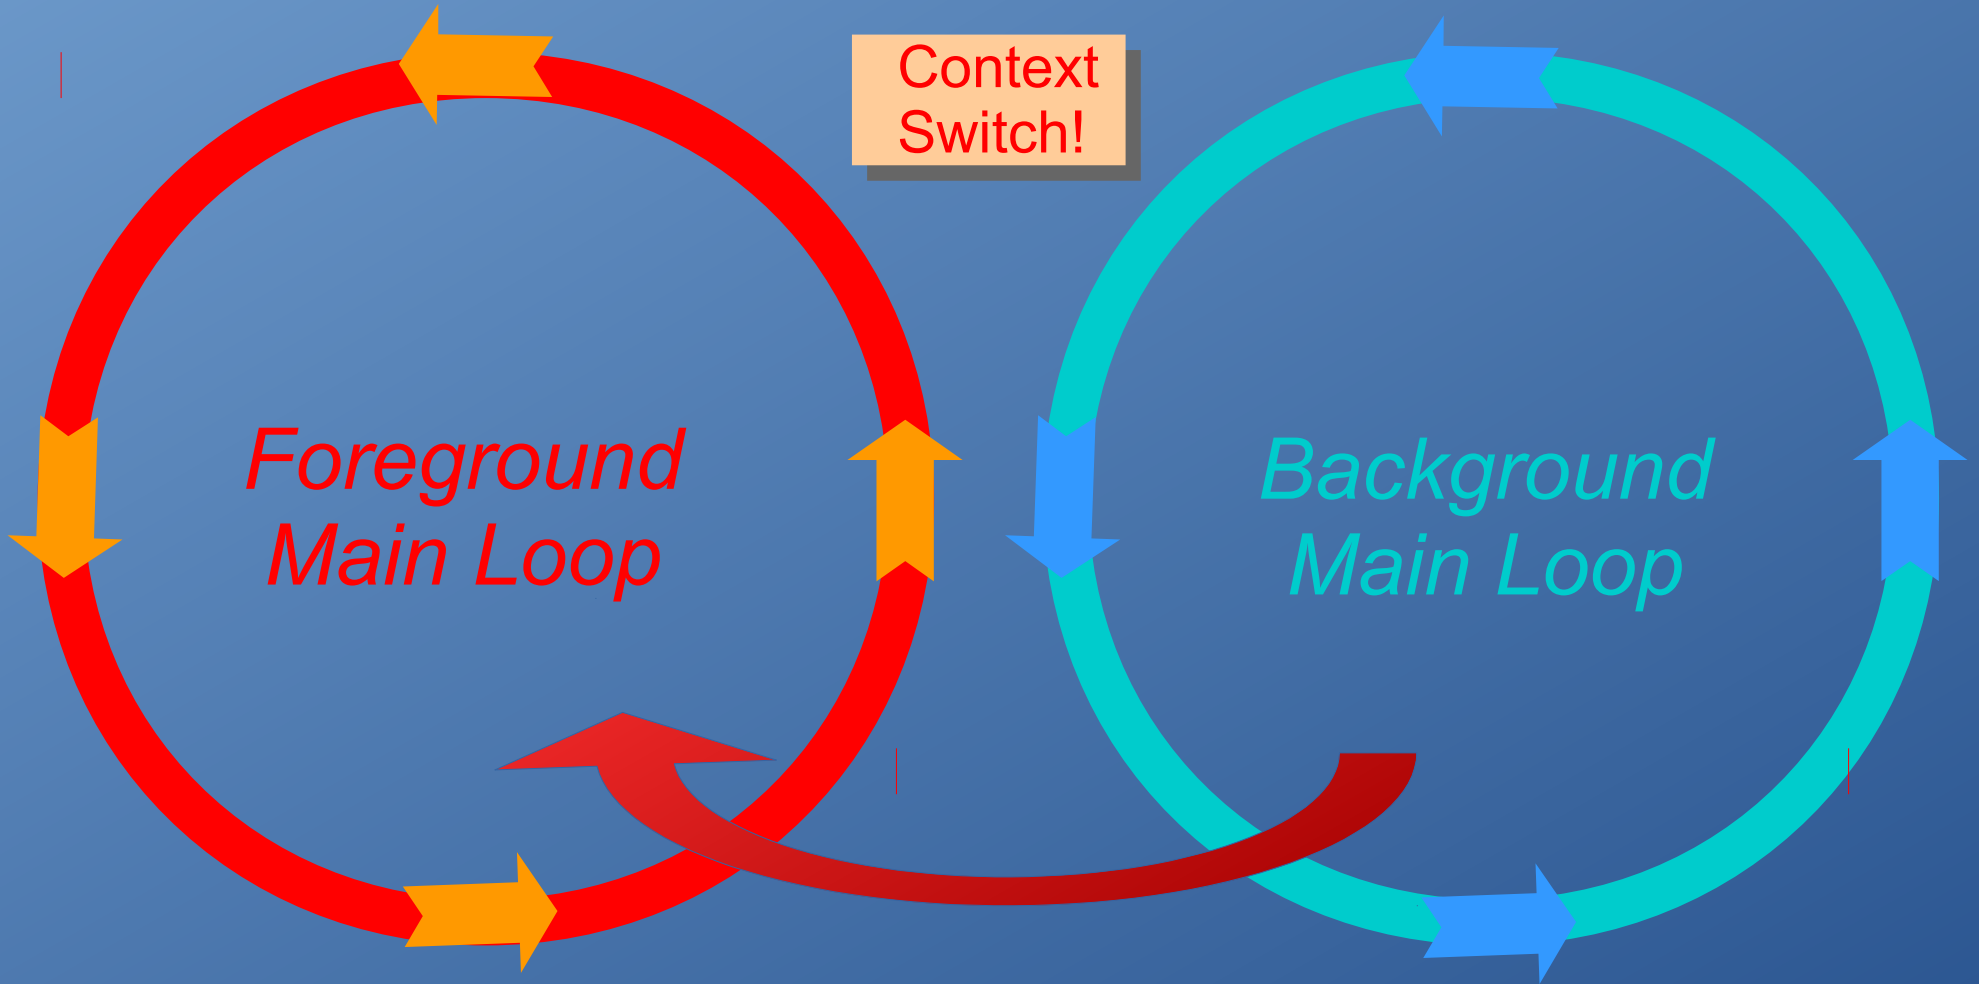 Context
Switch!
Foreground
Main Loop
Background
Main Loop